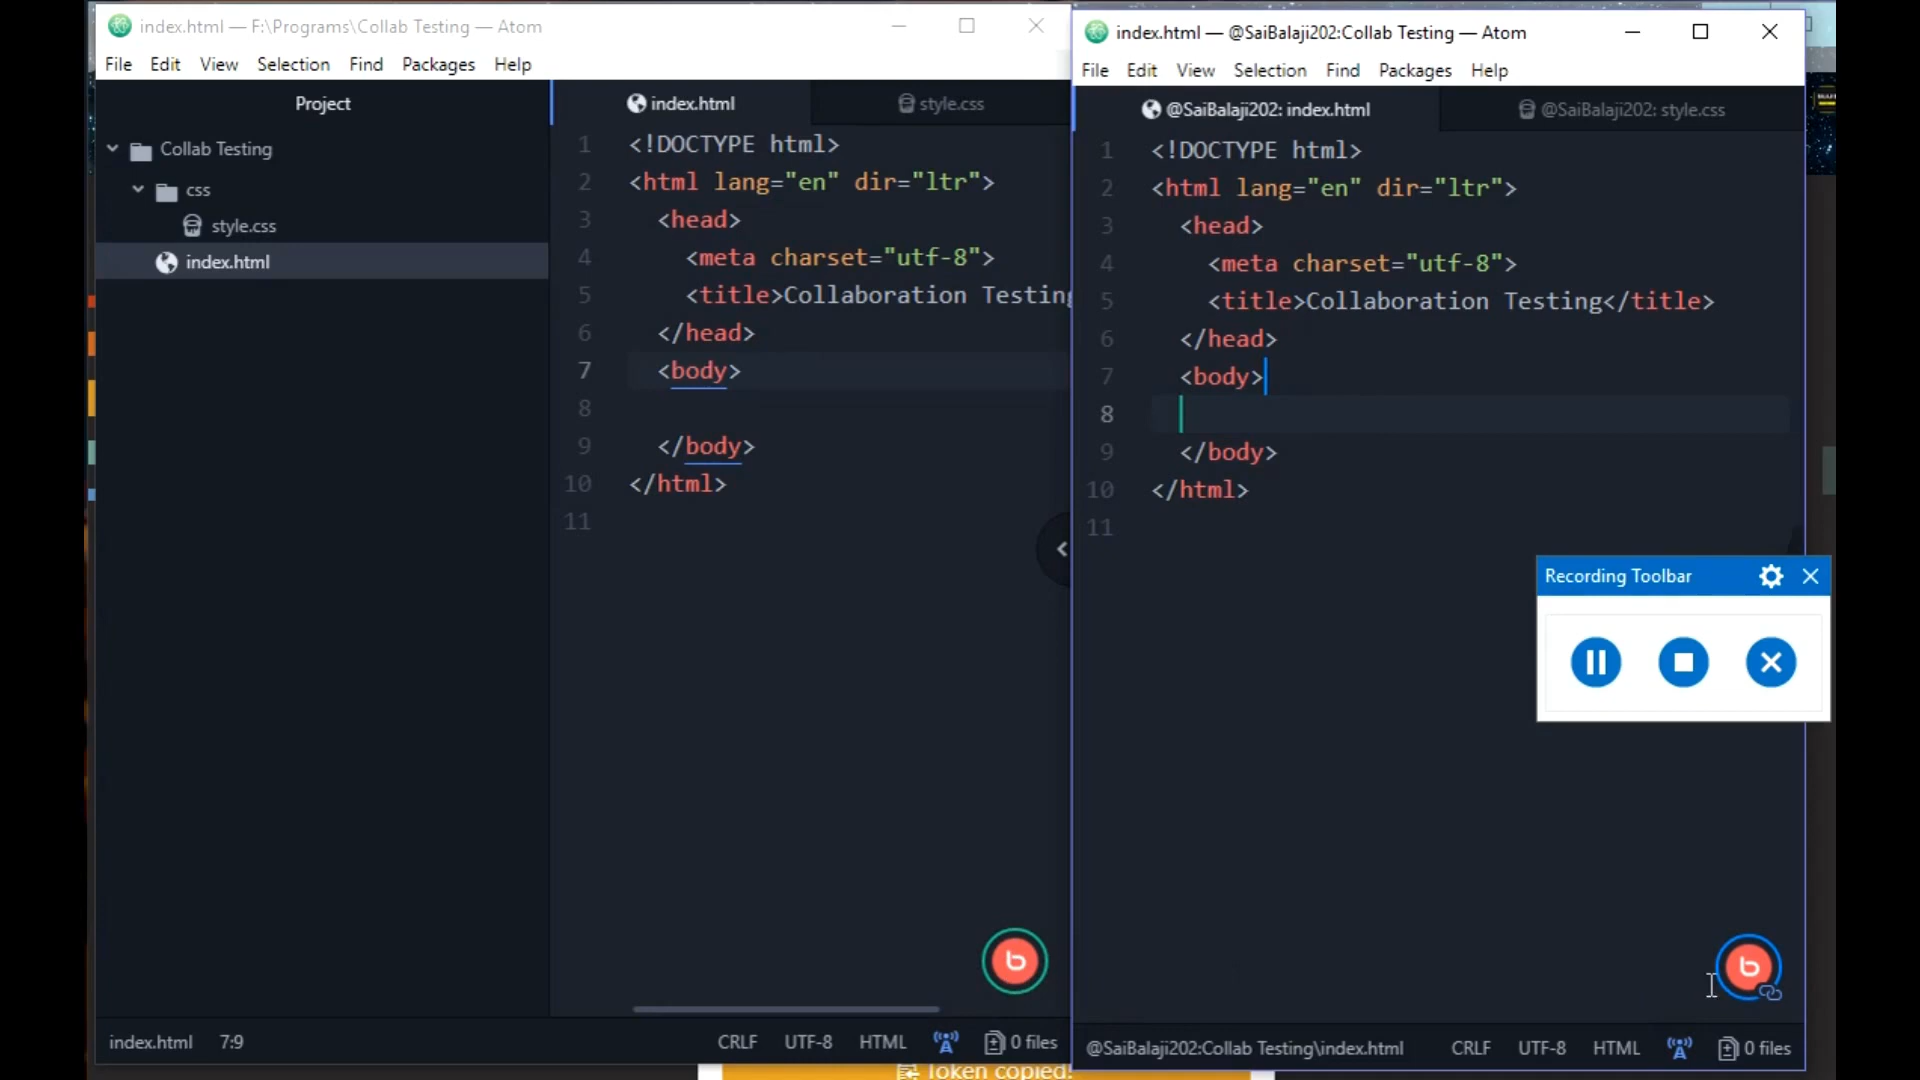 index.html — F:\Programs\Collab Testing — Atom
File Edit View Selection Find Packages Help
Project
Collab Testing
css
style.css
index.html
index.html
style.css
1 <!DOCTYPE html>
2 <html lang="en" dir="ltr">
3 <head>
4 <meta charset="utf-8">
5 <title>Collaboration Testing
6 </head>
7 <body>
8
9 </body>
10 </html>
11
index.html 7:9 CRLF UTF-8 HTML 0 files
index.html — @SaiBalaji202:Collab Testing — Atom
File Edit View Selection Find Packages Help
@SaiBalaji202: index.html
@SaiBalaji202: style.css
1 <!DOCTYPE html>
2 <html lang="en" dir="ltr">
3 <head>
4 <meta charset="utf-8">
5 <title>Collaboration Testing</title>
6 </head>
7 <body>
8
9 </body>
10 </html>
11
Recording Toolbar
@SaiBalaji202:Collab Testing\index.html CRLF UTF-8 HTML 0 files
Token copied!